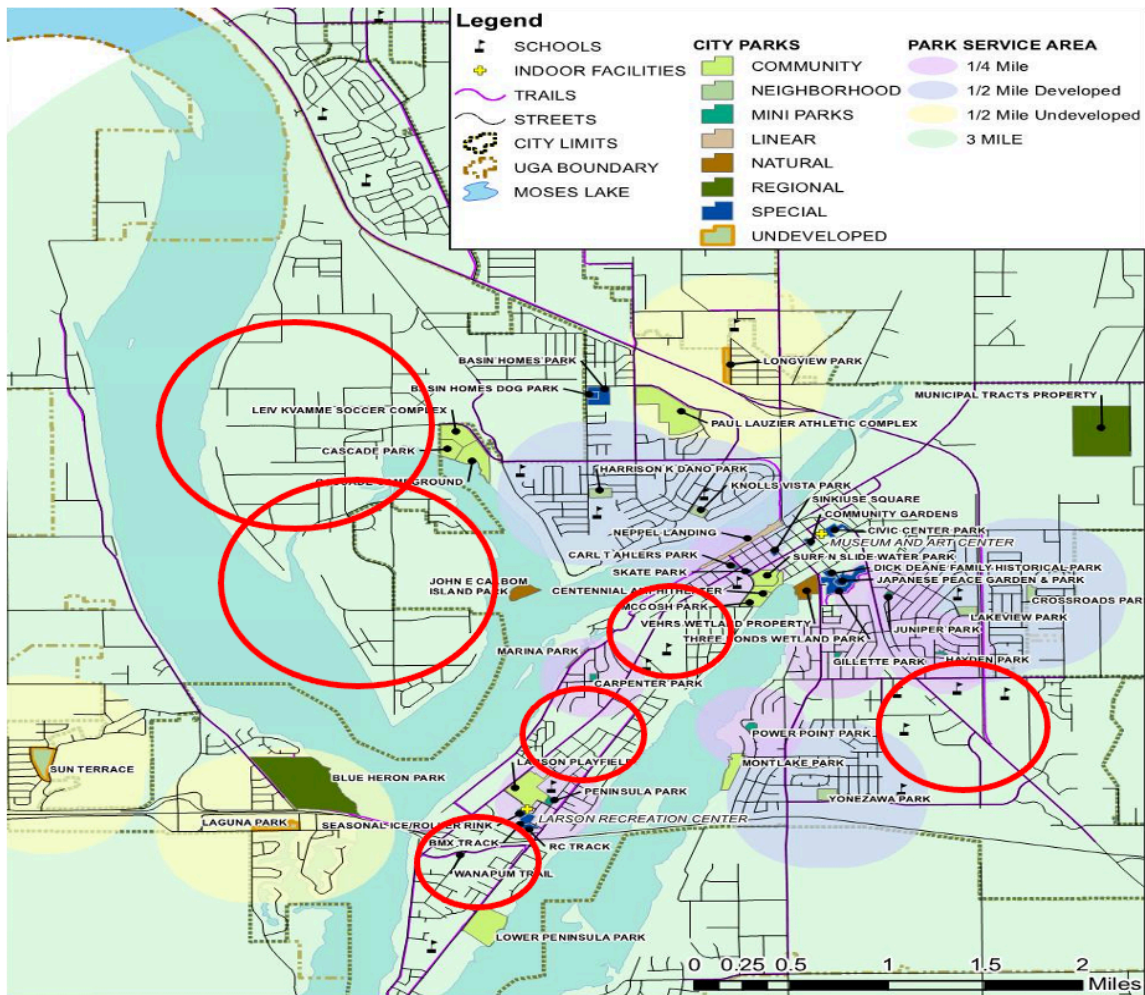 Legend
SCHOOLS
INDOOR FACILITIES
TRAILS
STREETS
CITY LIMITS
UGA BOUNDARY
MOSES LAKE
CITY PARKS
COMMUNITY
NEIGHBORHOOD
MINI PARKS
LINEAR
NATURAL
REGIONAL
SPECIAL
UNDEVELOPED
PARK SERVICE AREA
1/4 Mile
1/2 Mile Developed
1/2 Mile Undeveloped
3 MILE
BASIN HOMES PARK
LONGVIEW PARK
BASIN HOMES DOG PARK
MUNICIPAL TRACTS PROPERTY
LEIV KVAMME SOCCER COMPLEX
PAUL LAUZIER ATHLETIC COMPLEX
CASCADE PARK
HARRISON K DANO PARK
CASCADE CAMPGROUND
KNOLLS VISTA PARK
SINKIUSE SQUARE
COMMUNITY GARDENS
NEPPEL LANDING
CIVIC CENTER PARK
MUSEUM AND ART CENTER
CARL T AHLERS PARK
SURF N SLIDE WATER PARK
SKATE PARK
DICK DEANE FAMILY HISTORICAL PARK
JOHN E CALBOM
ISLAND PARK
CENTENNIAL AMPHITHEATER
JAPANESE PEACE GARDEN & PARK
MCCOSH PARK
CROSSROADS PAR
VEHRS WETLAND PROPERTY
LAKEVIEW PARK
THREE PONDS WETLAND PARK
JUNIPER PARK
MARINA PARK
GILLETTE PARK
HAYDEN PARK
CARPENTER PARK
POWER POINT PARK
SUN TERRACE
BLUE HERON PARK
LARSON PLAYFIELD
MONTLAKE PARK
PENINSULA PARK
YONEZAWA PARK
LAGUNA PARK
SEASONAL ICE/ROLLER RINK
LARSON RECREATION CENTER
BMX TRACK
RC TRACK
WANAPUM TRAIL
LOWER PENINSULA PARK
0 0.25 0.5 1 1.5 2
Miles